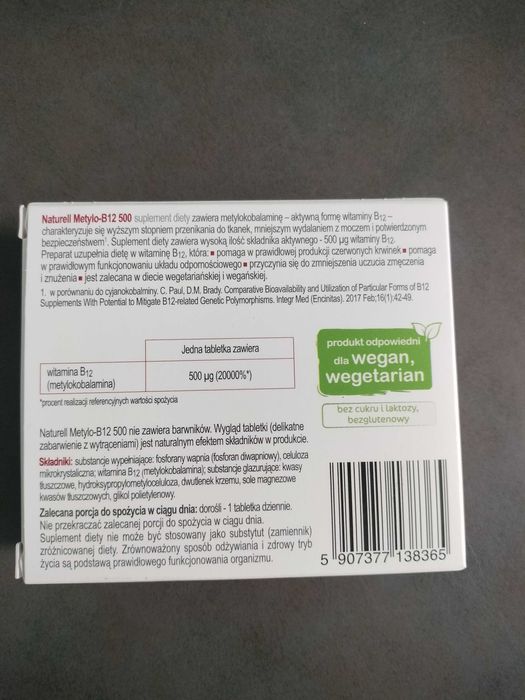 Naturell Metylo-B12 500 suplement diety zawiera metylokobalaminę – aktywną formę witaminy B12 –
charakteryzuje się wyższym stopniem przenikania do tkanek, mniejszym wydalaniem z moczem i potwierdzonym
bezpieczeństwem¹. Suplement diety zawiera wysoką ilość składnika aktywnego - 500 µg witaminy B12.
Preparat uzupełnia dietę w witaminę B12, która: ▪ pomaga w prawidłowej produkcji czerwonych krwinek ▪ pomaga
w prawidłowym funkcjonowaniu układu odpornościowego ▪ przyczynia się do zmniejszenia uczucia zmęczenia
i znużenia ▪ jest zalecana w diecie wegetariańskiej i wegańskiej.
1. w porównaniu do cyjanokobalminy. C. Paul, D.M. Brady. Comparative Bioavailability and Utilization of Particular Forms of B12
Supplements With Potential to Mitigate B12-related Genetic Polymorphisms. Integr Med (Encinitas). 2017 Feb;16(1):42-49.
Jedna tabletka zawiera
witamina B12
(metylokobalamina)
500 µg (20000%*)
*procent realizacji referencyjnych wartości spożycia
produkt odpowiedni
dla wegan,
wegetarian
bez cukru i laktozy,
bezglutenowy
Naturell Metylo-B12 500 nie zawiera barwników. Wygląd tabletki (delikatne
zabarwienie z wytrąceniami) jest naturalnym efektem składników w produkcie.
Składniki: substancje wypełniające: fosforany wapnia (fosforan diwapniowy), celuloza
mikrokrystaliczna; witamina B12 (metylokobalamina); substancje glazurujące: kwasy
tłuszczowe, hydroksypropylometyloceluloza, dwutlenek krzemu, sole magnezowe
kwasów tłuszczowych, glikol polietylenowy.
Zalecana porcja do spożycia w ciągu dnia: dorośli - 1 tabletka dziennie.
Nie przekraczać zalecanej porcji do spożycia w ciągu dnia.
Suplement diety nie może być stosowany jako substytut (zamiennik)
zróżnicowanej diety. Zrównoważony sposób odżywiania i zdrowy tryb
życia są podstawą prawidłowego funkcjonowania organizmu.
5 907377 138365